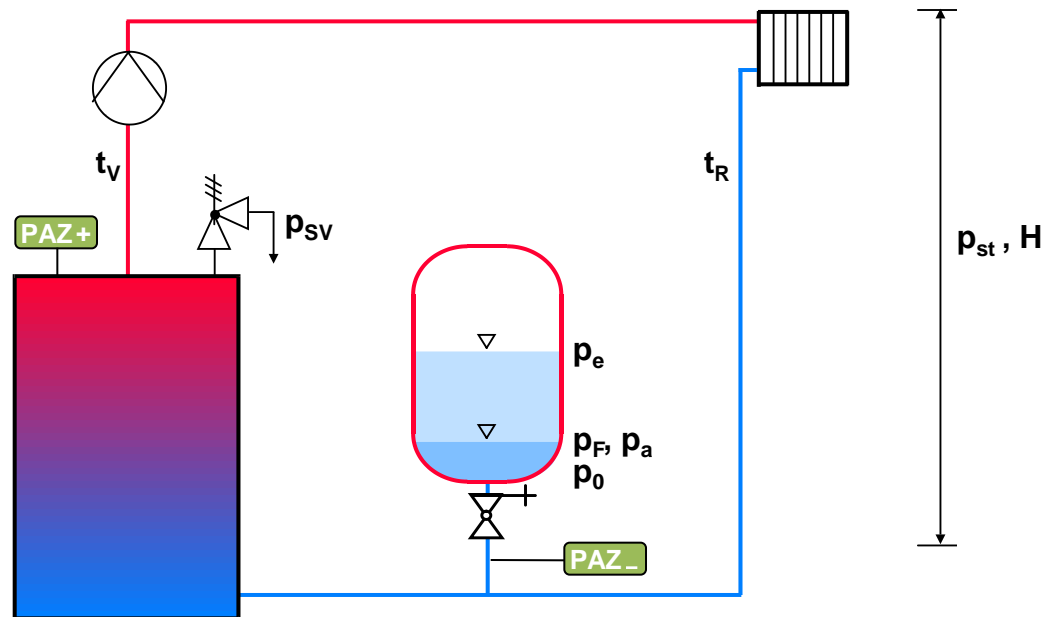 t_V
t_R
PAZ+
p_SV
p_st , H
p_e
p_F, p_a
p_0
PAZ_